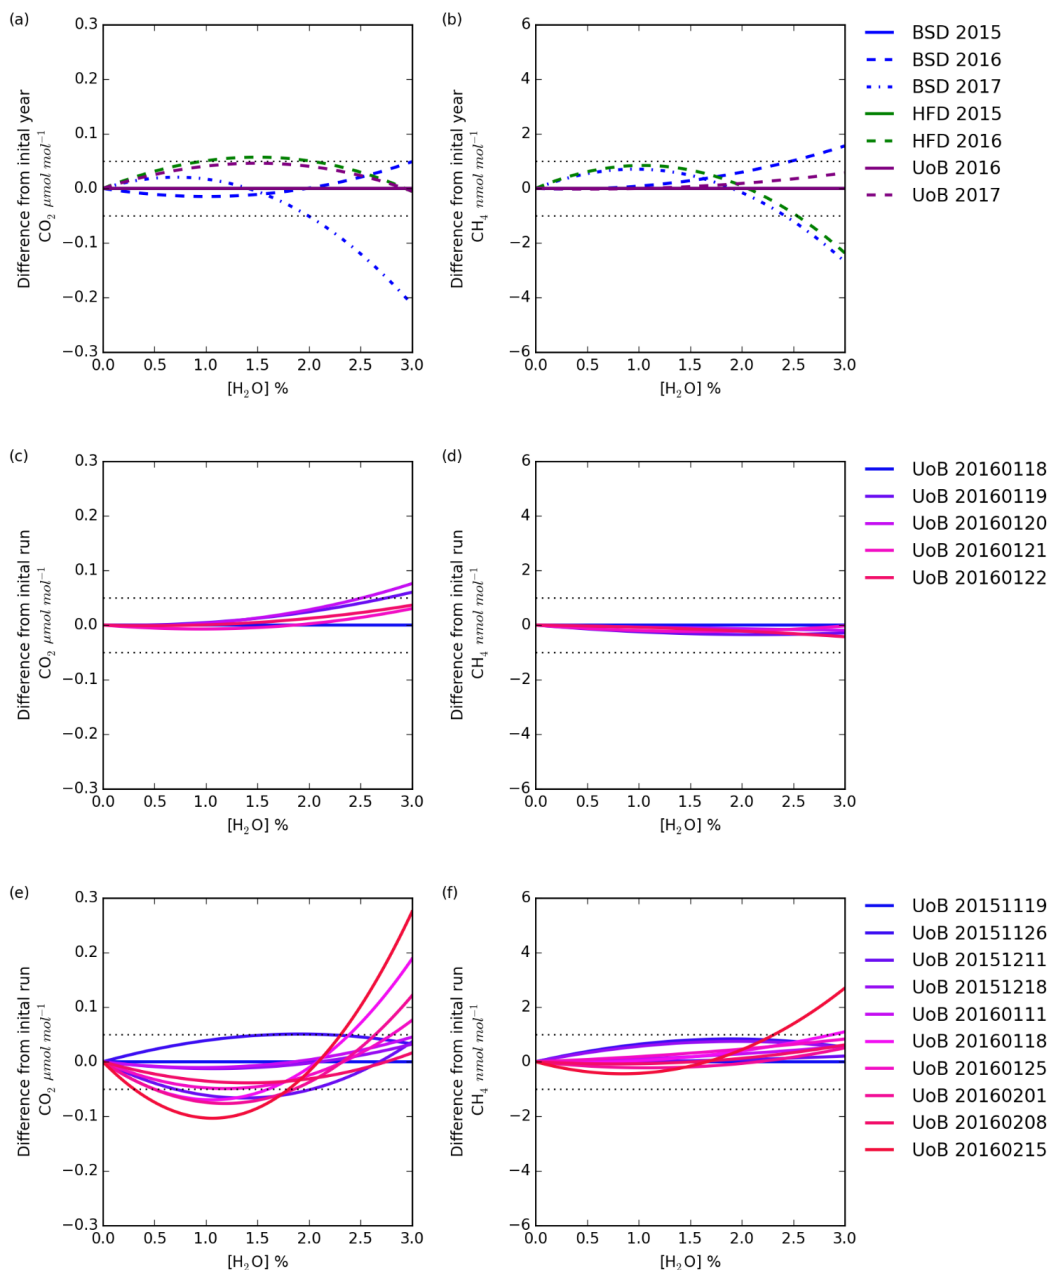 (a)
0.3
0.2
0.1
0.0
−0.1
−0.2
−0.3
Difference from inital year
CO₂ μmol mol⁻¹
0.0 0.5 1.0 1.5 2.0 2.5 3.0
[H₂O] %
(b)
6
4
2
0
−2
−4
−6
Difference from inital year
CH₄ nmol mol⁻¹
0.0 0.5 1.0 1.5 2.0 2.5 3.0
[H₂O] %
BSD 2015
BSD 2016
BSD 2017
HFD 2015
HFD 2016
UoB 2016
UoB 2017
(c)
0.3
0.2
0.1
0.0
−0.1
−0.2
−0.3
Difference from inital run
CO₂ μmol mol⁻¹
0.0 0.5 1.0 1.5 2.0 2.5 3.0
[H₂O] %
(d)
6
4
2
0
−2
−4
−6
Difference from inital run
CH₄ nmol mol⁻¹
0.0 0.5 1.0 1.5 2.0 2.5 3.0
[H₂O] %
UoB 20160118
UoB 20160119
UoB 20160120
UoB 20160121
UoB 20160122
(e)
0.3
0.2
0.1
0.0
−0.1
−0.2
−0.3
Difference from inital run
CO₂ μmol mol⁻¹
0.0 0.5 1.0 1.5 2.0 2.5 3.0
[H₂O] %
(f)
6
4
2
0
−2
−4
−6
Difference from inital run
CH₄ nmol mol⁻¹
0.0 0.5 1.0 1.5 2.0 2.5 3.0
[H₂O] %
UoB 20151119
UoB 20151126
UoB 20151211
UoB 20151218
UoB 20160111
UoB 20160118
UoB 20160125
UoB 20160201
UoB 20160208
UoB 20160215